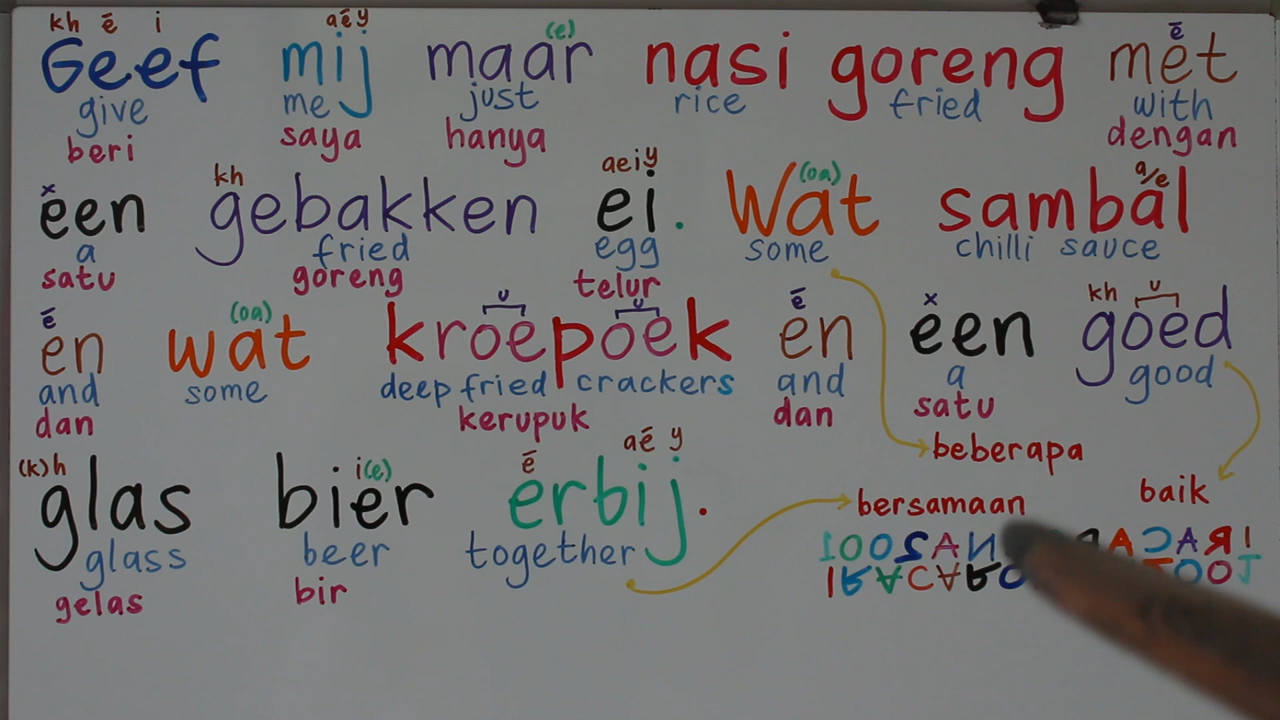 kh ē i aéy (e) ē
Geef mij maar nasi goreng met
give me just rice fried with
beri saya hanya dengan
x kh aeiy (oa) a/e
een gebakken ei. Wat sambal
a fried egg some chilli sauce
satu goreng telur
ē (oa) u u ē x kh u
en wat kroepoek en een goed
and some deep fried crackers and a good
dan kerupuk dan satu
beberapa
(k)h i(e) ē aé y
glas bier erbij.
glass beer together
gelas bir
bersamaan baik